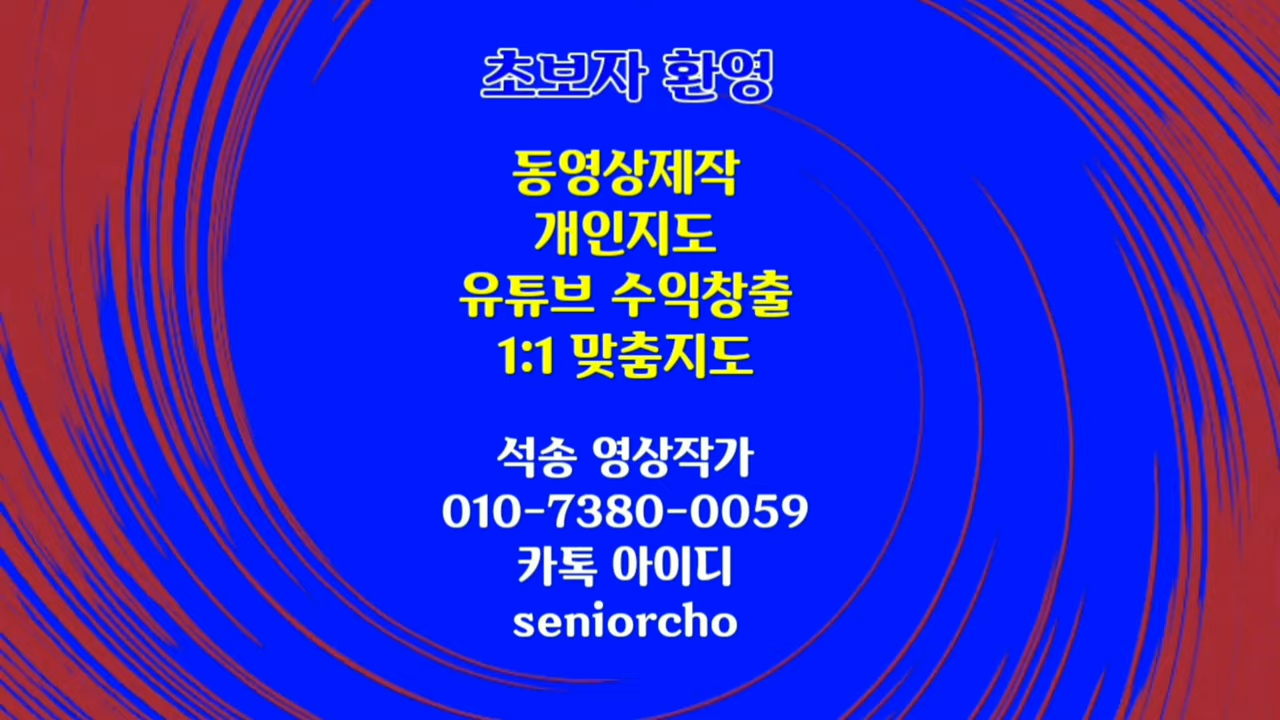 초보자 환영
동영상제작
개인지도
유튜브 수익창출
1:1 맞춤지도
석송 영상작가
010-7380-0059
카톡 아이디
seniorcho